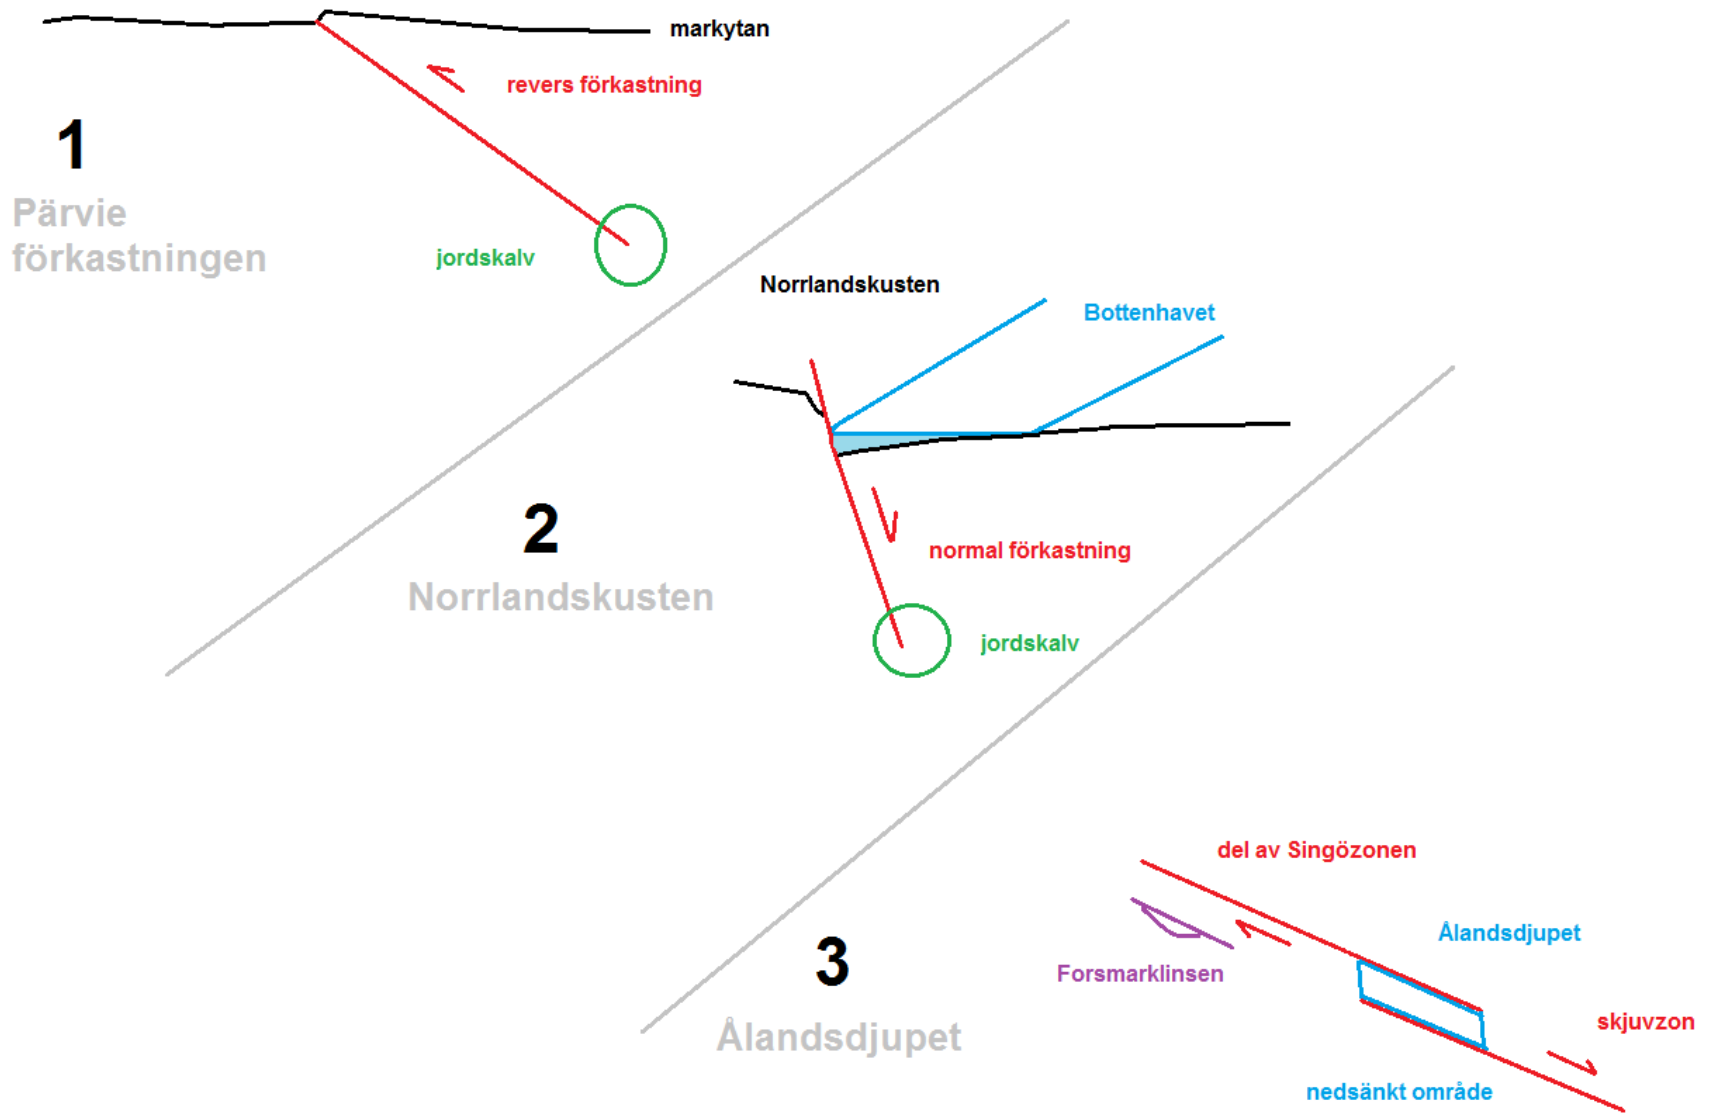 markytan
revers förkastning
1
Pärvie
förkastningen
jordskalv
Norrlandskusten
Bottenhavet
2
Norrlandskusten
normal förkastning
jordskalv
del av Singözonen
3
Ålandsdjupet
Ålandsdjupet
Forsmarklinsen
skjuvzon
nedsänkt område